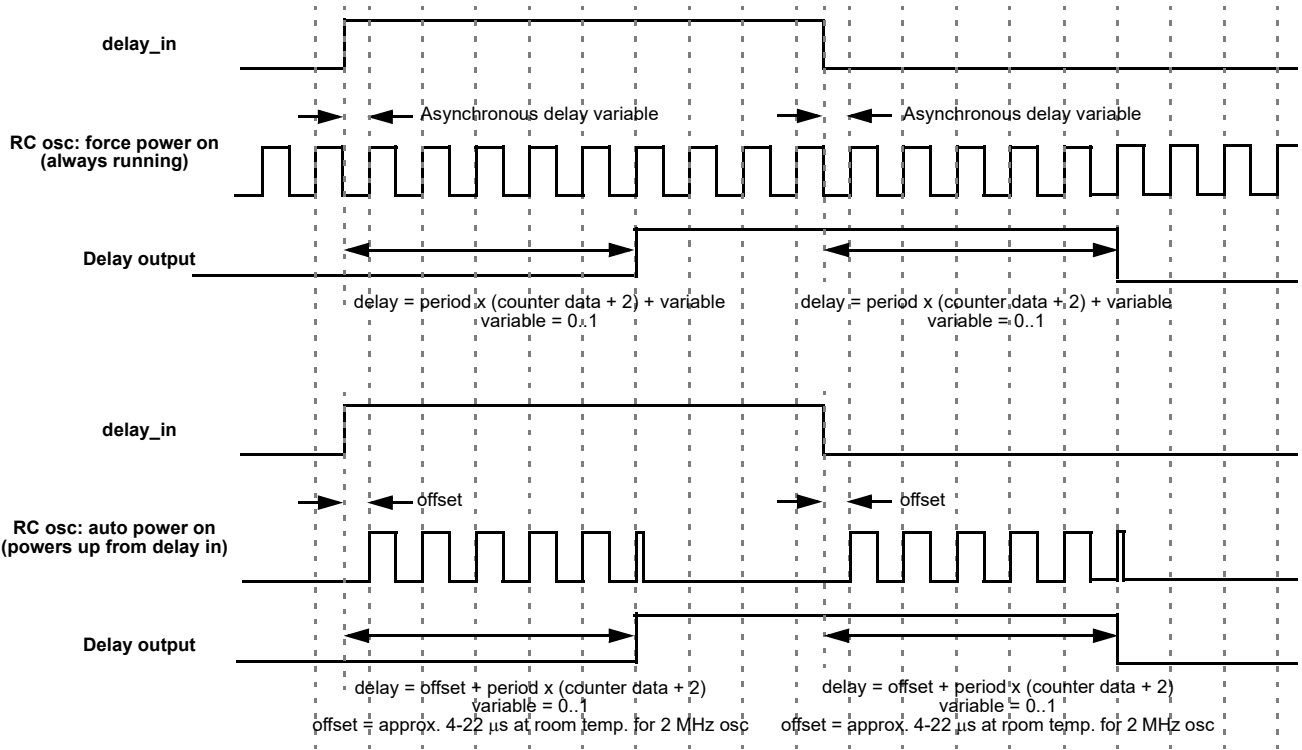 delay_in
Asynchronous delay variable
Asynchronous delay variable
RC osc: force power on
(always running)
Delay output
delay = period x (counter data + 2) + variable
variable = 0..1
delay = period x (counter data + 2) + variable
variable = 0..1
delay_in
offset
offset
RC osc: auto power on
(powers up from delay in)
Delay output
delay = offset + period x (counter data + 2)
variable = 0..1
offset = approx. 4-22 μs at room temp. for 2 MHz osc
delay = offset + period x (counter data + 2)
variable = 0..1
offset = approx. 4-22 μs at room temp. for 2 MHz osc